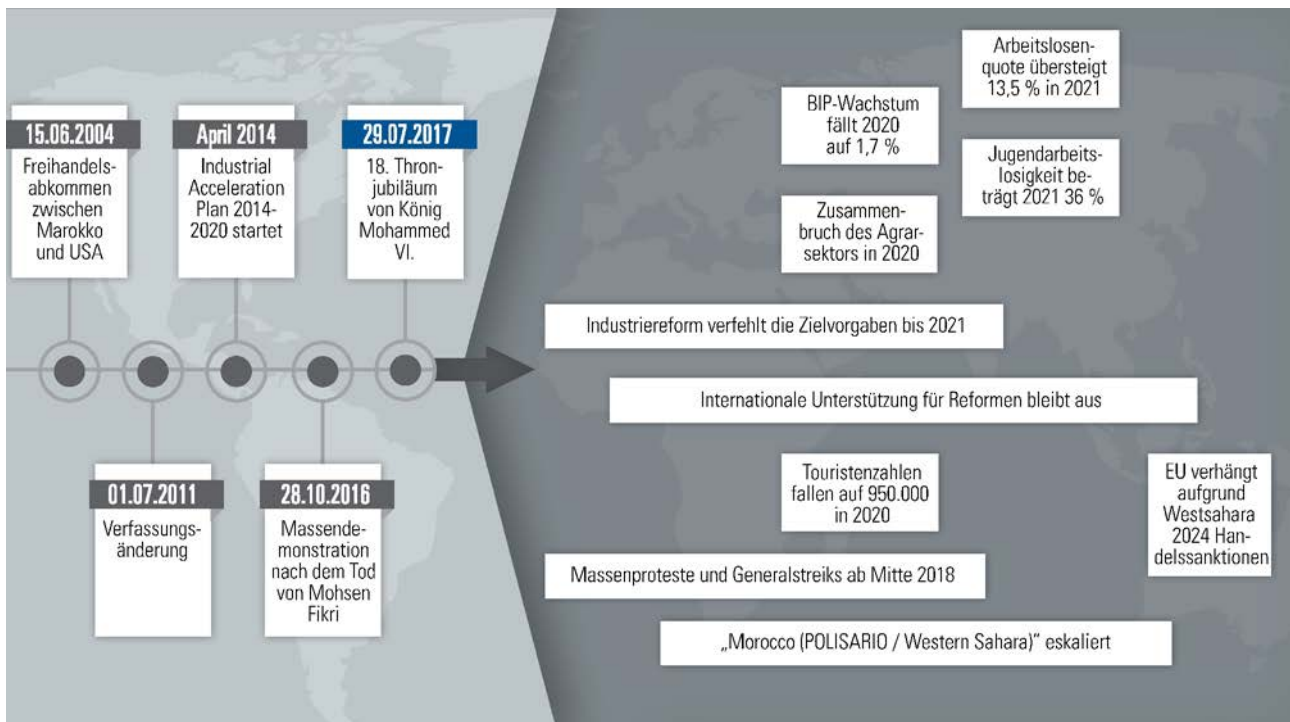 15.06.2004
Freihandels-
abkommen
zwischen
Marokko
und USA
April 2014
Industrial
Acceleration
Plan 2014-
2020 startet
29.07.2017
18. Thron-
jubiläum
von König
Mohammed
VI.
01.07.2011
Verfassungs-
änderung
28.10.2016
Massende-
monstration
nach dem Tod
von Mohsen
Fikri
Arbeitslosen-
quote übersteigt
13,5 % in 2021
BIP-Wachstum
fällt 2020
auf 1,7 %
Jugendarbeits-
losigkeit be-
trägt 2021 36 %
Zusammen-
bruch des Agrar-
sektors in 2020
Industriereform verfehlt die Zielvorgaben bis 2021
Internationale Unterstützung für Reformen bleibt aus
Touristenzahlen
fallen auf 950.000
in 2020
EU verhängt
aufgrund
Westsahara
2024 Han-
delssanktionen
Massenproteste und Generalstreiks ab Mitte 2018
„Morocco (POLISARIO / Western Sahara)" eskaliert